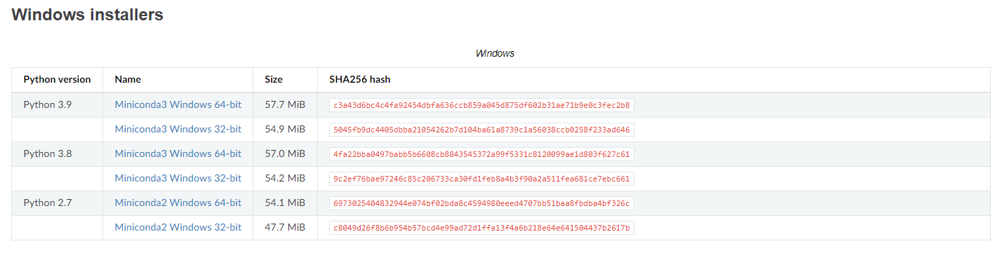 Windows installers
Windows
Python version Name Size SHA256 hash
Python 3.9 Miniconda3 Windows 64-bit 57.7 MiB c3a43d6bc4c4fa92454dbfa636ccb859a045d875df602b31ae71b9e0c3fec2b8
Miniconda3 Windows 32-bit 54.9 MiB 5045fb9dc4405dbba21054262b7d104ba61a8739c1a56038ccb0258f233ad646
Python 3.8 Miniconda3 Windows 64-bit 57.0 MiB 4fa22bba0497babb5b6608cb8843545372a99f5331c8120099ae1d803f627c61
Miniconda3 Windows 32-bit 54.2 MiB 9c2ef76bae97246c85c206733ca30fd1feb8a4b3f90a2a511fea681ce7ebc661
Python 2.7 Miniconda2 Windows 64-bit 54.1 MiB 6973025404832944e074bf02bda8c4594980eeed4707bb51baa8fbdba4bf326c
Miniconda2 Windows 32-bit 47.7 MiB c8049d26f8b6b954b57bcd4e99ad72d1ffa13f4a6b218e64e641504437b2617b